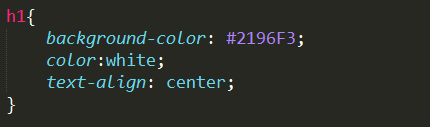 h1{
    background-color: #2196F3;
    color:white;
    text-align: center;
}